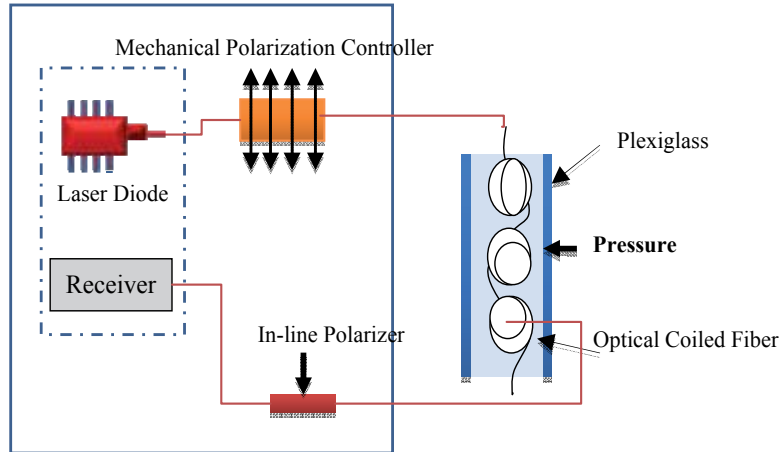 Mechanical Polarization Controller
Plexiglass
Laser Diode
Pressure
Receiver
In-line Polarizer
Optical Coiled Fiber